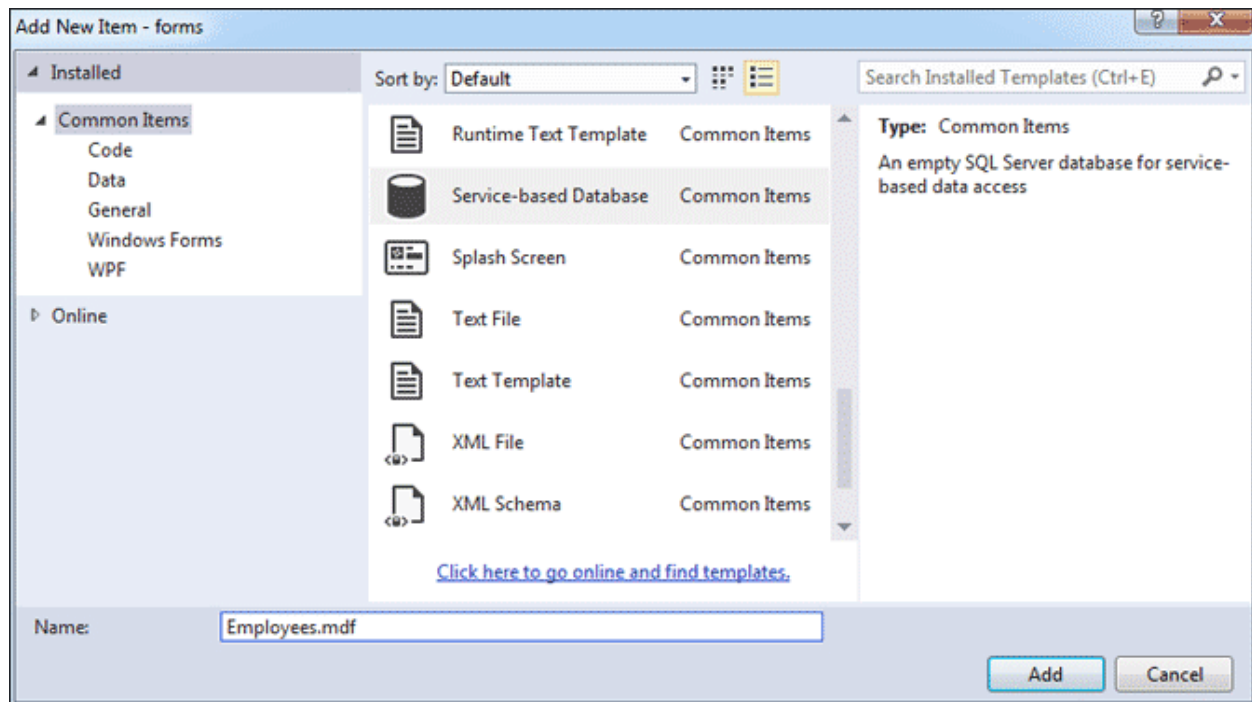 Add New Item - forms
Installed
Common Items
Code
Data
General
Windows Forms
WPF
Online
Sort by: Default
Runtime Text Template Common Items
Service-based Database Common Items
Splash Screen Common Items
Text File Common Items
Text Template Common Items
XML File Common Items
XML Schema Common Items
Click here to go online and find templates.
Search Installed Templates (Ctrl+E)
Type: Common Items
An empty SQL Server database for service-
based data access
Name: Employees.mdf
Add Cancel